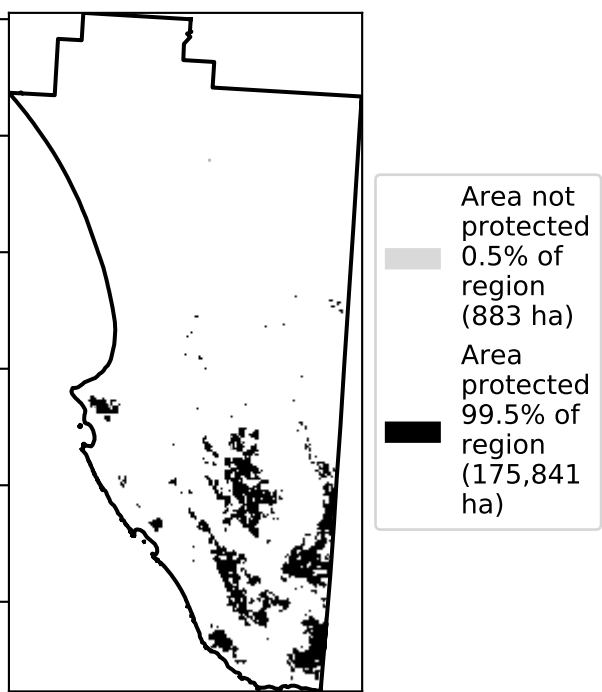 Area not
protected
0.5% of
region
(883 ha)
Area
protected
99.5% of
region
(175,841
ha)